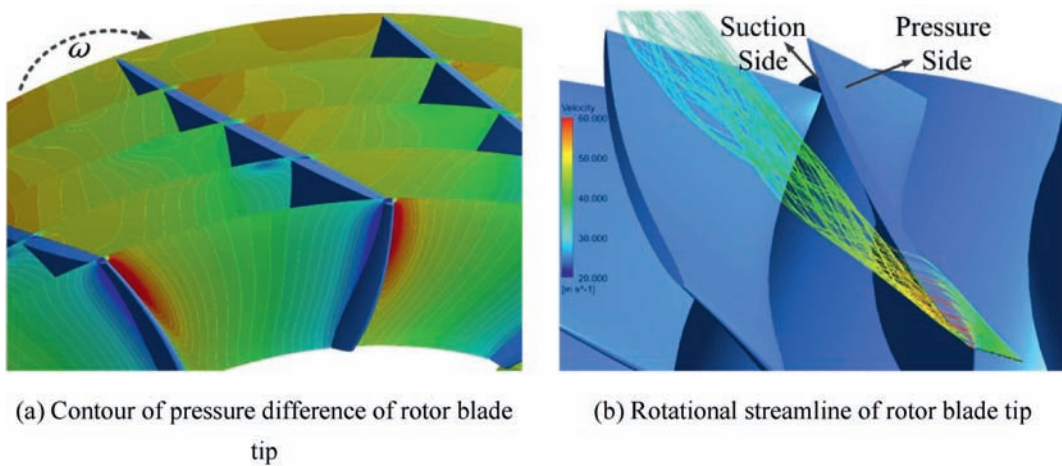 ω
Suction
Side
Pressure
Side
Velocity
60.000
50.000
40.000
30.000
20.000
[m s^-1]
(a) Contour of pressure difference of rotor blade
tip
(b) Rotational streamline of rotor blade tip